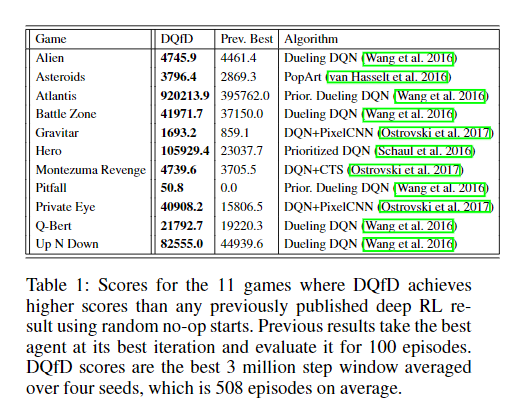 Game DQfD Prev. Best Algorithm
Alien 4745.9 4461.4 Dueling DQN (Wang et al. 2016)
Asteroids 3796.4 2869.3 PopArt (van Hasselt et al. 2016)
Atlantis 920213.9 395762.0 Prior. Dueling DQN (Wang et al. 2016)
Battle Zone 41971.7 37150.0 Dueling DQN (Wang et al. 2016)
Gravitar 1693.2 859.1 DQN+PixelCNN (Ostrovski et al. 2017)
Hero 105929.4 23037.7 Prioritized DQN (Schaul et al. 2016)
Montezuma Revenge 4739.6 3705.5 DQN+CTS (Ostrovski et al. 2017)
Pitfall 50.8 0.0 Prior. Dueling DQN (Wang et al. 2016)
Private Eye 40908.2 15806.5 DQN+PixelCNN (Ostrovski et al. 2017)
Q-Bert 21792.7 19220.3 Dueling DQN (Wang et al. 2016)
Up N Down 82555.0 44939.6 Dueling DQN (Wang et al. 2016)
Table 1: Scores for the 11 games where DQfD achieves
higher scores than any previously published deep RL re-
sult using random no-op starts. Previous results take the best
agent at its best iteration and evaluate it for 100 episodes.
DQfD scores are the best 3 million step window averaged
over four seeds, which is 508 episodes on average.